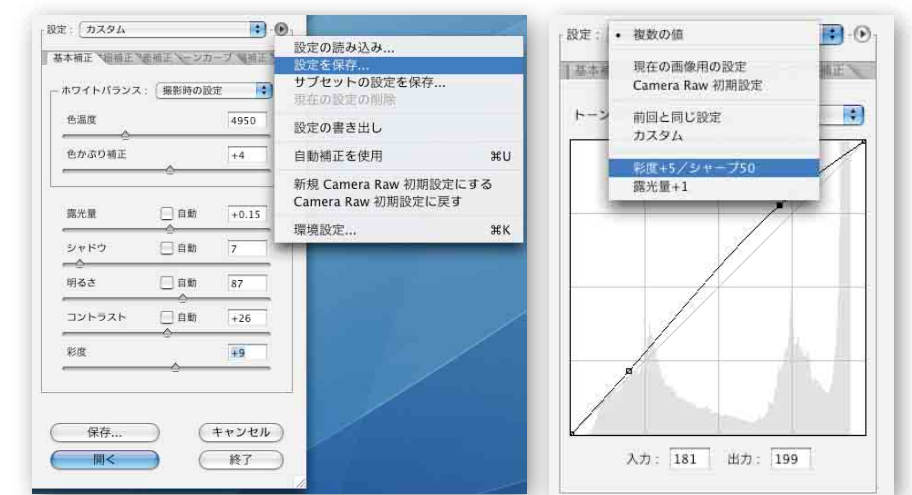 設定： カスタム
基本補正
ホワイトバランス： 撮影時の設定
色温度 4950
色かぶり補正 +4
露光量 自動 +0.15
シャドウ 自動 7
明るさ 自動 87
コントラスト 自動 +26
彩度 +9
保存... キャンセル
開く 終了
設定の読み込み...
設定を保存...
サブセットの設定を保存...
現在の設定の削除
設定の書き出し
自動補正を使用 ⌘U
新規 Camera Raw 初期設定にする
Camera Raw 初期設定に戻す
環境設定... ⌘K
設定：
• 複数の値
現在の画像用の設定
Camera Raw 初期設定
前回と同じ設定
カスタム
彩度+5／シャープ50
露光量+1
入力： 181 出力： 199